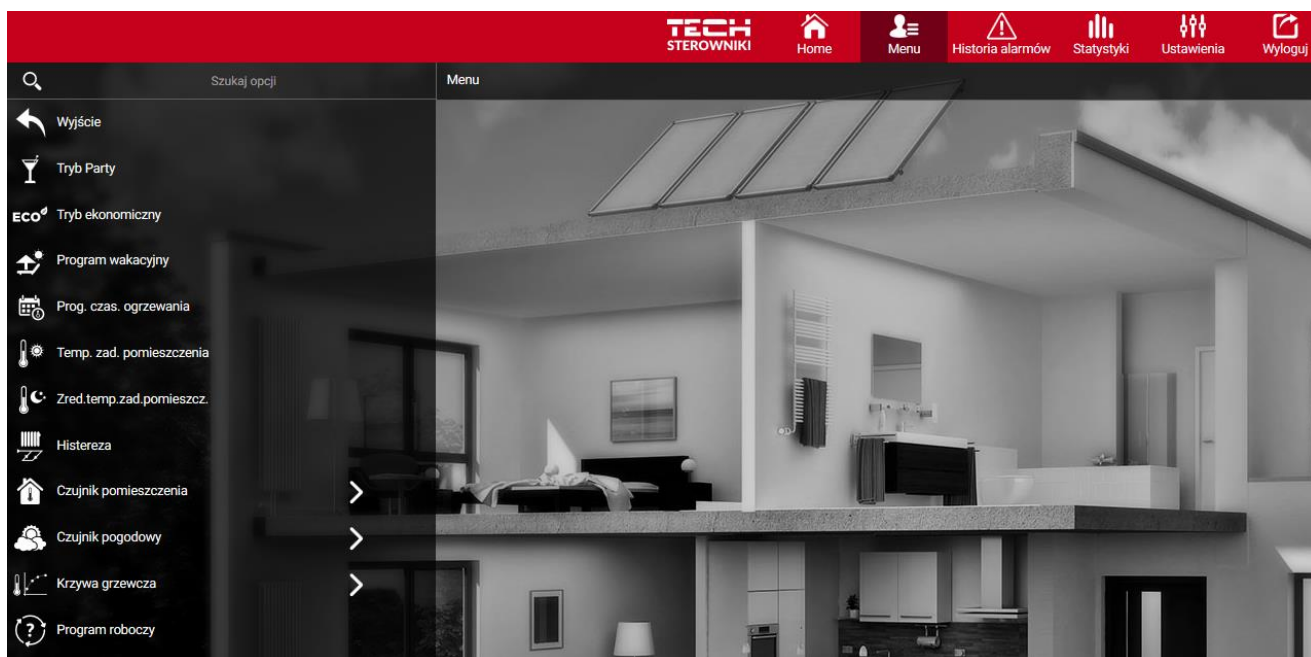 TECH
STEROWNIKI
Home
Menu
Historia alarmów
Statystyki
Ustawienia
Wyloguj
Szukaj opcji
Menu
Wyjście
Tryb Party
ECO
Tryb ekonomiczny
Program wakacyjny
Prog. czas. ogrzewania
Temp. zad. pomieszczenia
Zred.temp.zad.pomieszcz.
Histereza
Czujnik pomieszczenia
Czujnik pogodowy
Krzywa grzewcza
?
Program roboczy